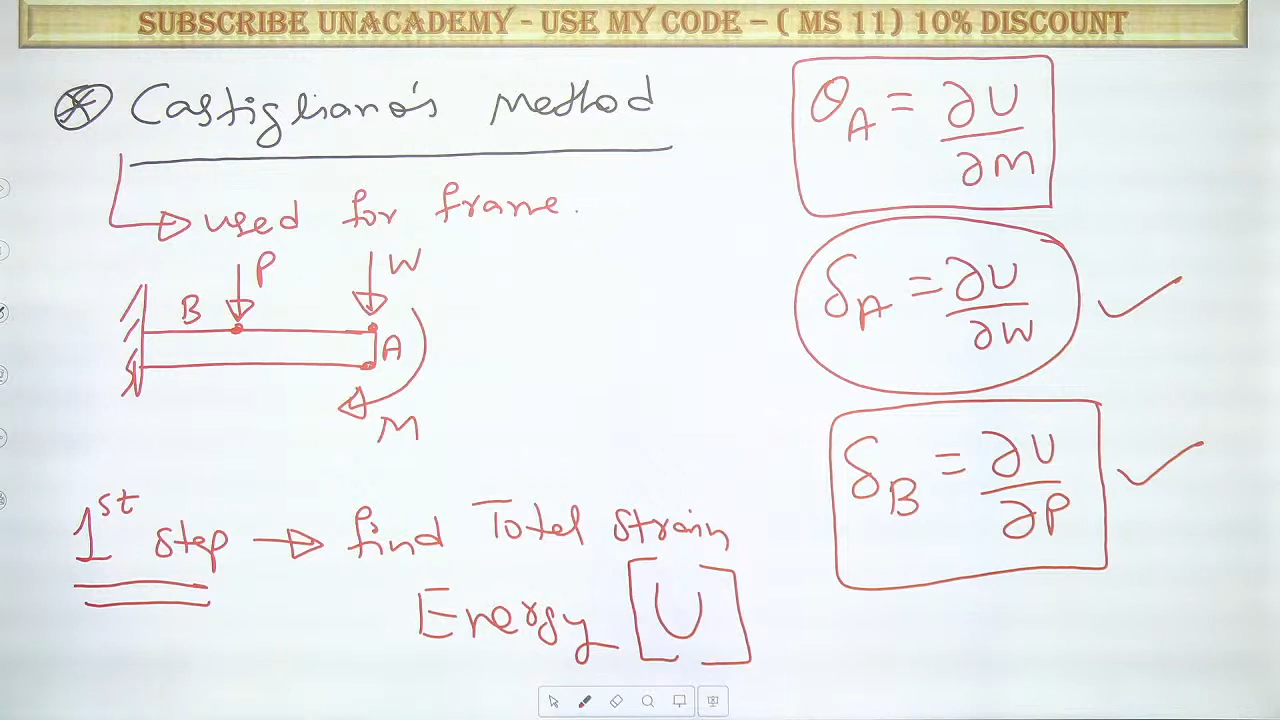 SUBSCRIBE UNACADEMY - USE MY CODE – ( MS 11) 10% DISCOUNT
Castigliano's Method
used for frame.
P
W
B
A
M
1st step → find Total Strain
Energy [U]
θA = ∂U/∂M
δA = ∂U/∂W
δB = ∂U/∂P